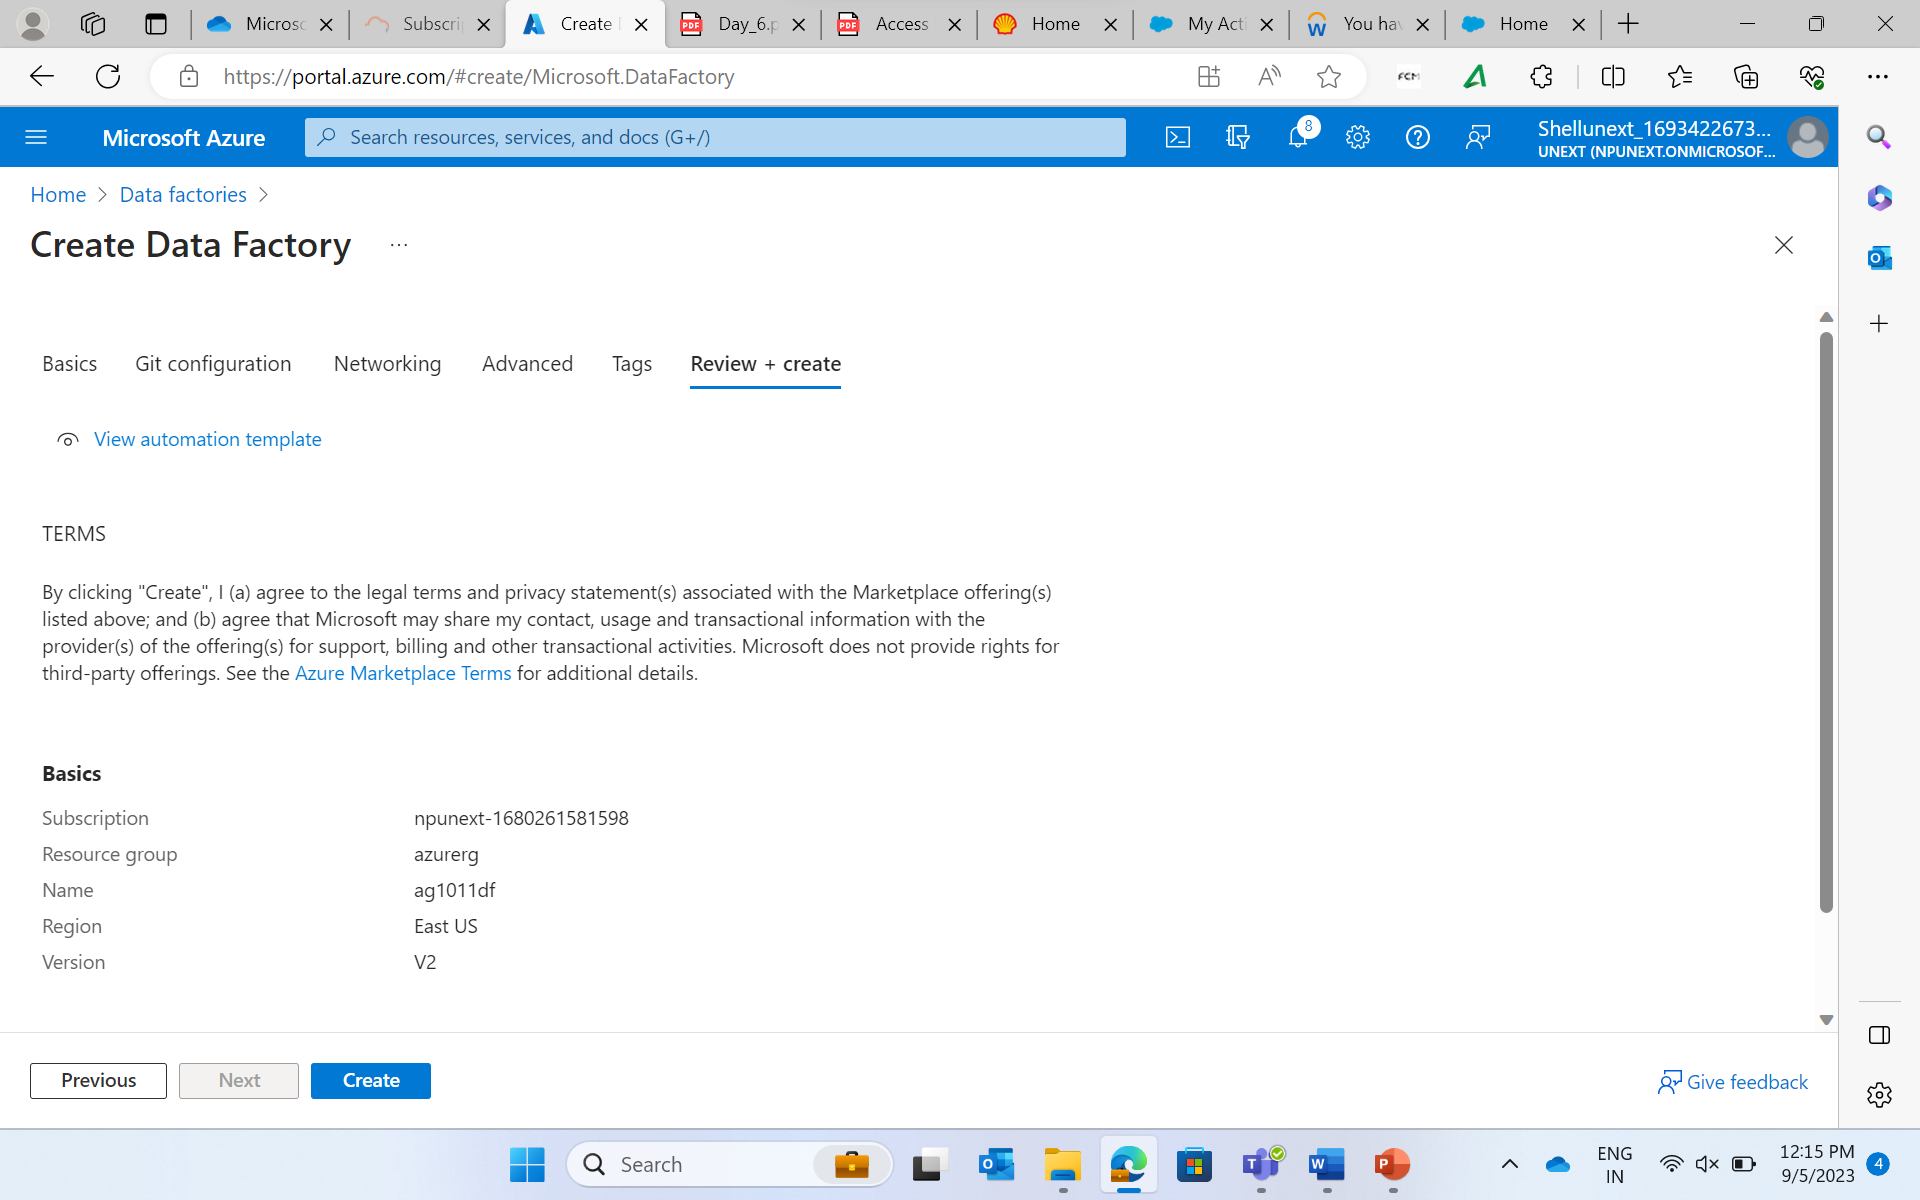 Microsc
Subscrip
Create
Day_6.p
Access
Home
My Acti
You hav
Home
https://portal.azure.com/#create/Microsoft.DataFactory
FCM
Microsoft Azure
Search resources, services, and docs (G+/)
8
Shellunext_1693422673...
UNEXT (NPUNEXT.ONMICROSOF...
Home > Data factories >
Create Data Factory ...
Basics
Git configuration
Networking
Advanced
Tags
Review + create
View automation template
TERMS
By clicking "Create", I (a) agree to the legal terms and privacy statement(s) associated with the Marketplace offering(s)
listed above; and (b) agree that Microsoft may share my contact, usage and transactional information with the
provider(s) of the offering(s) for support, billing and other transactional activities. Microsoft does not provide rights for
third-party offerings. See the Azure Marketplace Terms for additional details.
Basics
Subscription npunext-1680261581598
Resource group azurerg
Name ag1011df
Region East US
Version V2
Previous
Next
Create
Give feedback
Search
ENG
IN
12:15 PM
9/5/2023
4